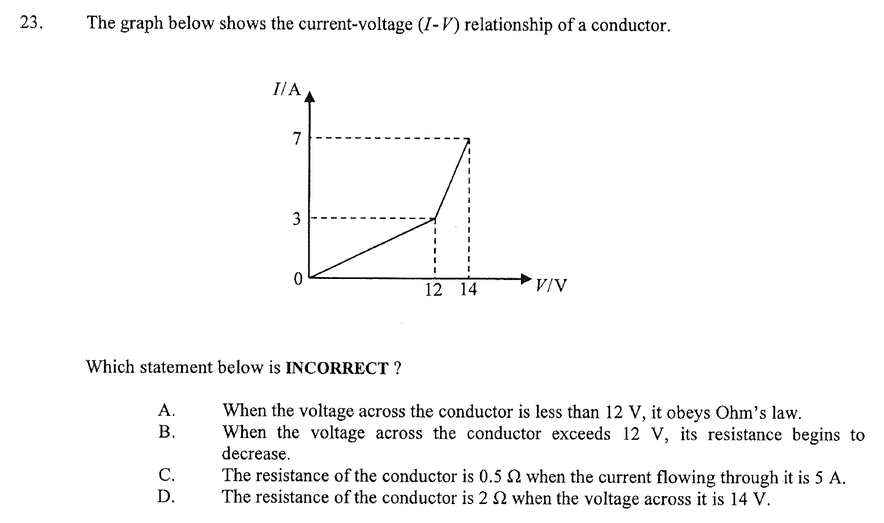 23. The graph below shows the current-voltage (I-V) relationship of a conductor.
I/A
7
3
0
12 14
V/V
Which statement below is INCORRECT ?
A. When the voltage across the conductor is less than 12 V, it obeys Ohm's law.
B. When the voltage across the conductor exceeds 12 V, its resistance begins to
decrease.
C. The resistance of the conductor is 0.5 Ω when the current flowing through it is 5 A.
D. The resistance of the conductor is 2 Ω when the voltage across it is 14 V.